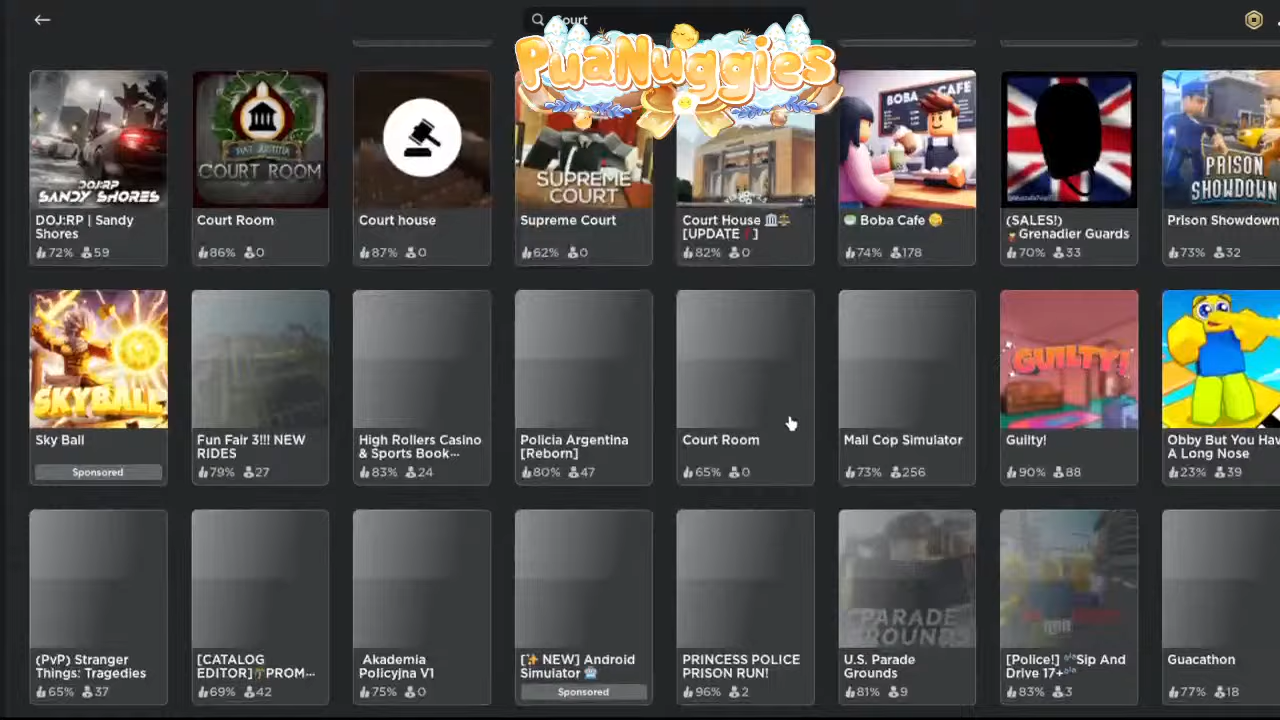 Court
PuaNuggies
DOJ:RP
SANDY SHORES
FIAT JUSTITIA
COURT ROOM
SUPREME
COURT
BOBA CAFE
PRISON
SHOWDOWN
DOJ:RP | Sandy
Shores
72% 59
Court Room
86% 0
Court house
87% 0
Supreme Court
62% 0
Court House
[UPDATE ]
82% 0
Boba Cafe
74% 178
(SALES!)
Grenadier Guards
70% 33
Prison Showdown
73% 32
SKYBALL
GUILTY!
Sky Ball
Sponsored
Fun Fair 3!!! NEW
RIDES
79% 27
High Rollers Casino
& Sports Book...
83% 24
Policia Argentina
[Reborn]
80% 47
Court Room
65% 0
Mall Cop Simulator
73% 256
Guilty!
90% 88
Obby But You Hav
A Long Nose
23% 39
PARADE
GROUNDS
(PvP) Stranger
Things: Tragedies
65% 37
[CATALOG
EDITOR] PROM...
69% 42
Akademia
Policyjna V1
75% 0
[ NEW] Android
Simulator
Sponsored
PRINCESS POLICE
PRISON RUN!
96% 2
U.S. Parade
Grounds
81% 9
[Police!] Sip And
Drive 17+
83% 3
Guacathon
77% 18